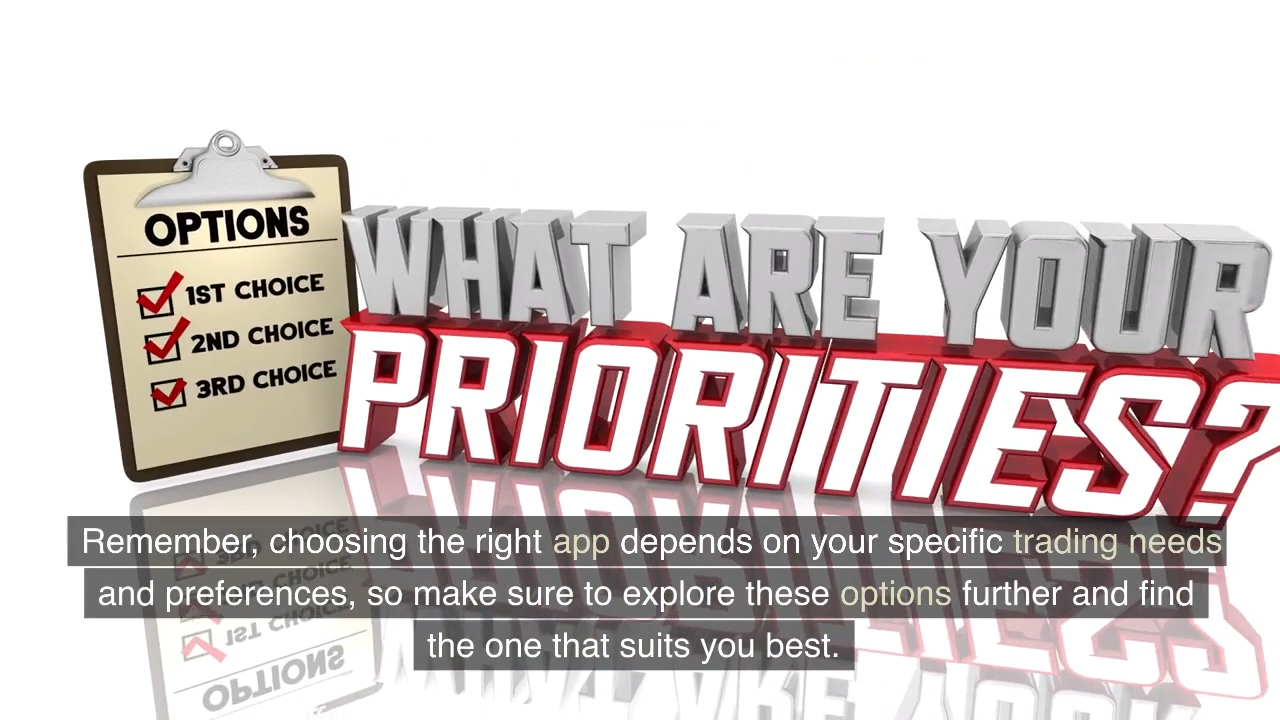 OPTIONS
1ST CHOICE
2ND CHOICE
3RD CHOICE
WHAT ARE YOUR
PRIORITIES?
Remember, choosing the right app depends on your specific trading needs
and preferences, so make sure to explore these options further and find
the one that suits you best.